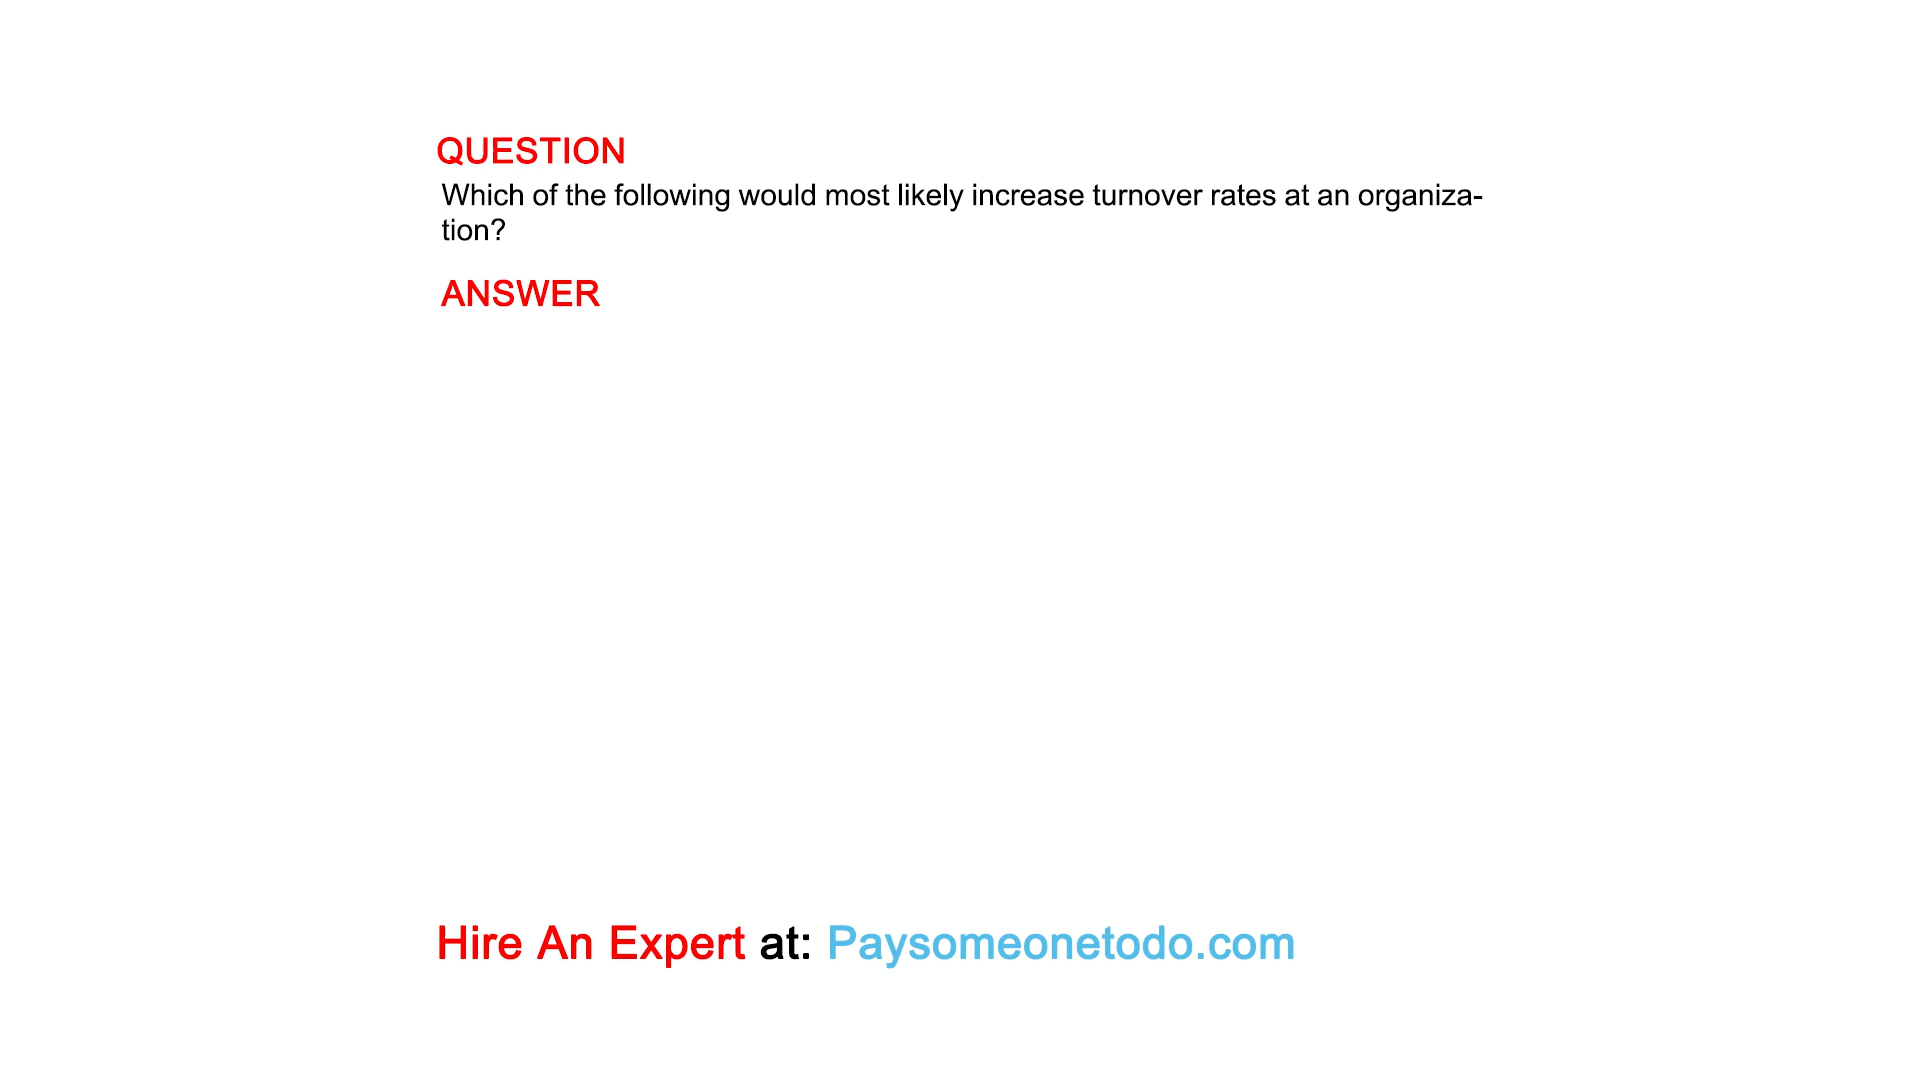 QUESTION
Which of the following would most likely increase turnover rates at an organiza-
tion?
ANSWER
Hire An Expert at: Paysomeonetodo.com